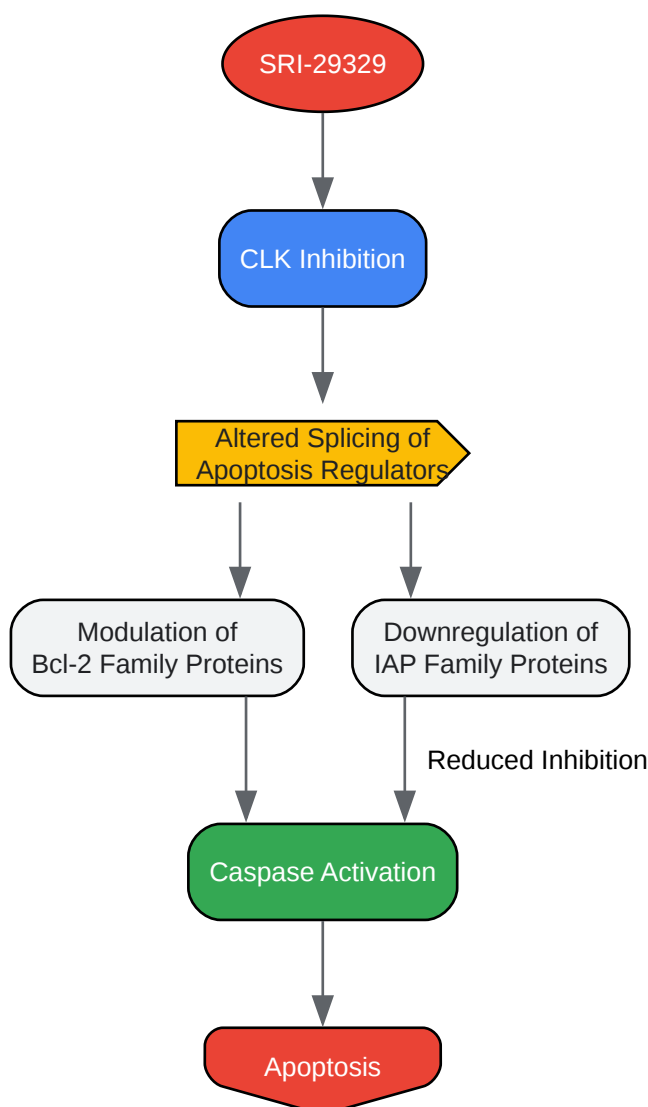 SRI-29329
CLK Inhibition
Altered Splicing of
Apoptosis Regulators
Modulation of
Bcl-2 Family Proteins
Downregulation of
IAP Family Proteins
Reduced Inhibition
Caspase Activation
Apoptosis